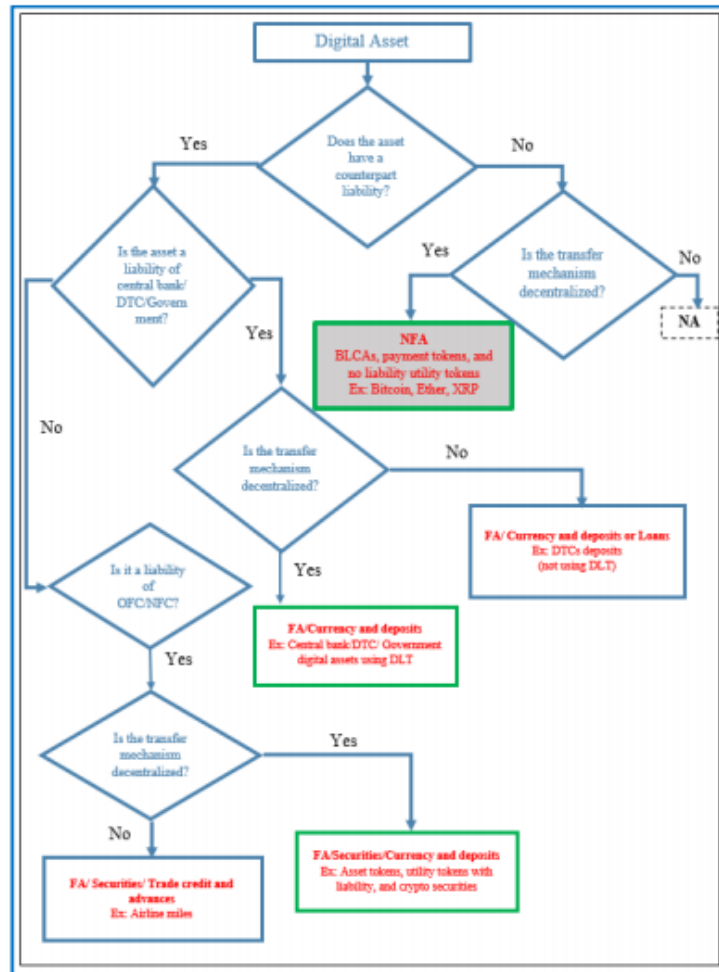 Digital Asset
Yes
Does the asset
have a
counterpart
liability?
No
Is the asset a
liability of
central bank/
DTC/Govern
ment?
Yes
Is the transfer
mechanism
decentralized?
No
NA
NFA
BLCAs, payment tokens, and
no liability utility tokens
Ex: Bitcoin, Ether, XRP
Yes
No
Is the transfer
mechanism
decentralized?
No
FA/ Currency and deposits or Loans
Ex: DTCs deposits
(not using DLT)
Is it a liability
of
OFC/NFC?
Yes
FA/Currency and deposits
Ex: Central bank/DTC/ Government
digital assets using DLT
Yes
Is the transfer
mechanism
decentralized?
Yes
No
FA/ Securities/ Trade credit and
advances
Ex: Airline miles
FA/Securities/Currency and deposits
Ex: Asset tokens, utility tokens with
liability, and crypto securities